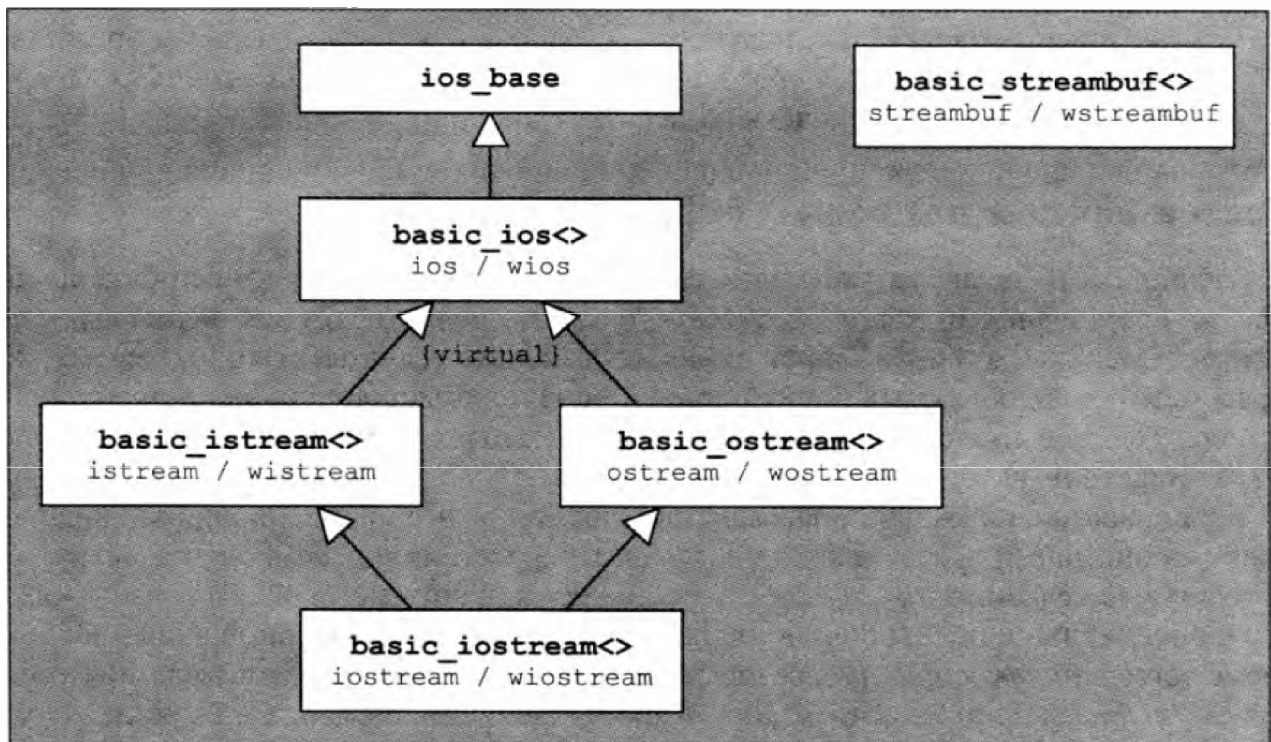 ios_base
basic_streambuf<>
streambuf / wstreambuf
basic_ios<>
ios / wios
{virtual}
basic_istream<>
istream / wistream
basic_ostream<>
ostream / wostream
basic_iostream<>
iostream / wiostream